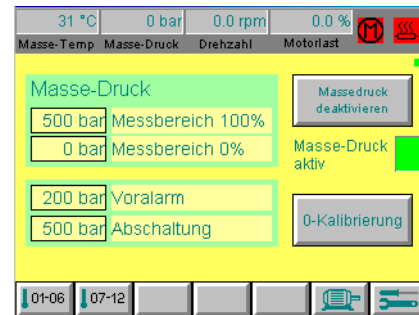 31 °C 0 bar 0.0 rpm 0.0 %
Masse-Temp Masse-Druck Drehzahl Motorlast
M
Masse-Druck
500 bar Messbereich 100%
0 bar Messbereich 0%
200 bar Voralarm
500 bar Abschaltung
Massedruck
deaktivieren
Masse-Druck
aktiv
0-Kalibrierung
01-06 07-12